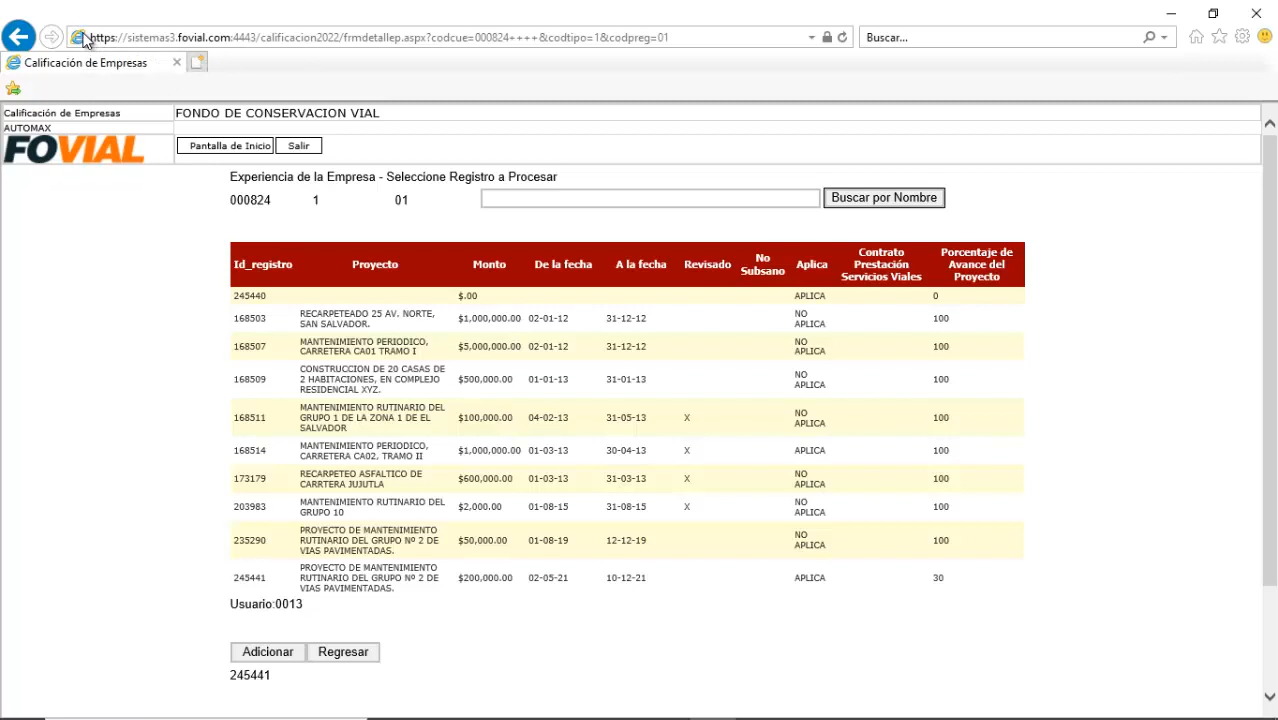 https://sistemas3.fovial.com:4443/calificacion2022/frmdetallep.aspx?codcue=000824++++&codtipo=1&codpreg=01
Buscar...
Calificación de Empresas
Calificación de Empresas
FONDO DE CONSERVACION VIAL
AUTOMAX
FOVIAL
Pantalla de Inicio
Salir
Experiencia de la Empresa - Seleccione Registro a Procesar
000824 1 01
Buscar por Nombre
Id_registro Proyecto Monto De la fecha A la fecha Revisado No Subsano Aplica Contrato Prestación Servicios Viales Porcentaje de Avance del Proyecto
245440 $.00 APLICA 0
168503 RECARPETEADO 25 AV. NORTE, SAN SALVADOR. $1,000,000.00 02-01-12 31-12-12 NO APLICA 100
168507 MANTENIMIENTO PERIODICO, CARRETERA CA01 TRAMO I $5,000,000.00 02-01-12 31-12-12 NO APLICA 100
168509 CONSTRUCCION DE 20 CASAS DE 2 HABITACIONES, EN COMPLEJO RESIDENCIAL XYZ. $500,000.00 01-01-13 31-01-13 NO APLICA 100
168511 MANTENIMIENTO RUTINARIO DEL GRUPO 1 DE LA ZONA 1 DE EL SALVADOR $100,000.00 04-02-13 31-05-13 X NO APLICA 100
168514 MANTENIMIENTO PERIODICO, CARRETERA CA02, TRAMO II $1,000,000.00 01-03-13 30-04-13 X APLICA 100
173179 RECARPETEO ASFALTICO DE CARRTERA JUJUTLA $600,000.00 01-03-13 31-03-13 X NO APLICA 100
203983 MANTENIMIENTO RUTINARIO DEL GRUPO 10 $2,000.00 01-08-15 31-08-15 X NO APLICA 100
235290 PROYECTO DE MANTENIMIENTO RUTINARIO DEL GRUPO Nº 2 DE VIAS PAVIMENTADAS. $50,000.00 01-08-19 12-12-19 NO APLICA 100
245441 PROYECTO DE MANTENIMIENTO RUTINARIO DEL GRUPO Nº 2 DE VIAS PAVIMENTADAS. $200,000.00 02-05-21 10-12-21 APLICA 30
Usuario:0013
Adicionar
Regresar
245441